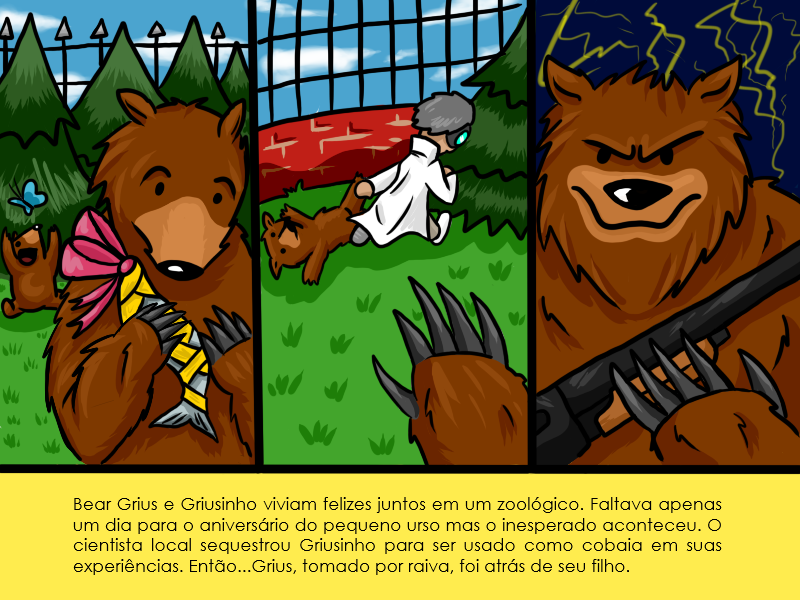 Bear Grius e Griusinho viviam felizes juntos em um zoológico. Faltava apenas
um dia para o aniversário do pequeno urso mas o inesperado aconteceu. O
cientista local sequestrou Griusinho para ser usado como cobaia em suas
experiências. Então...Grius, tomado por raiva, foi atrás de seu filho.